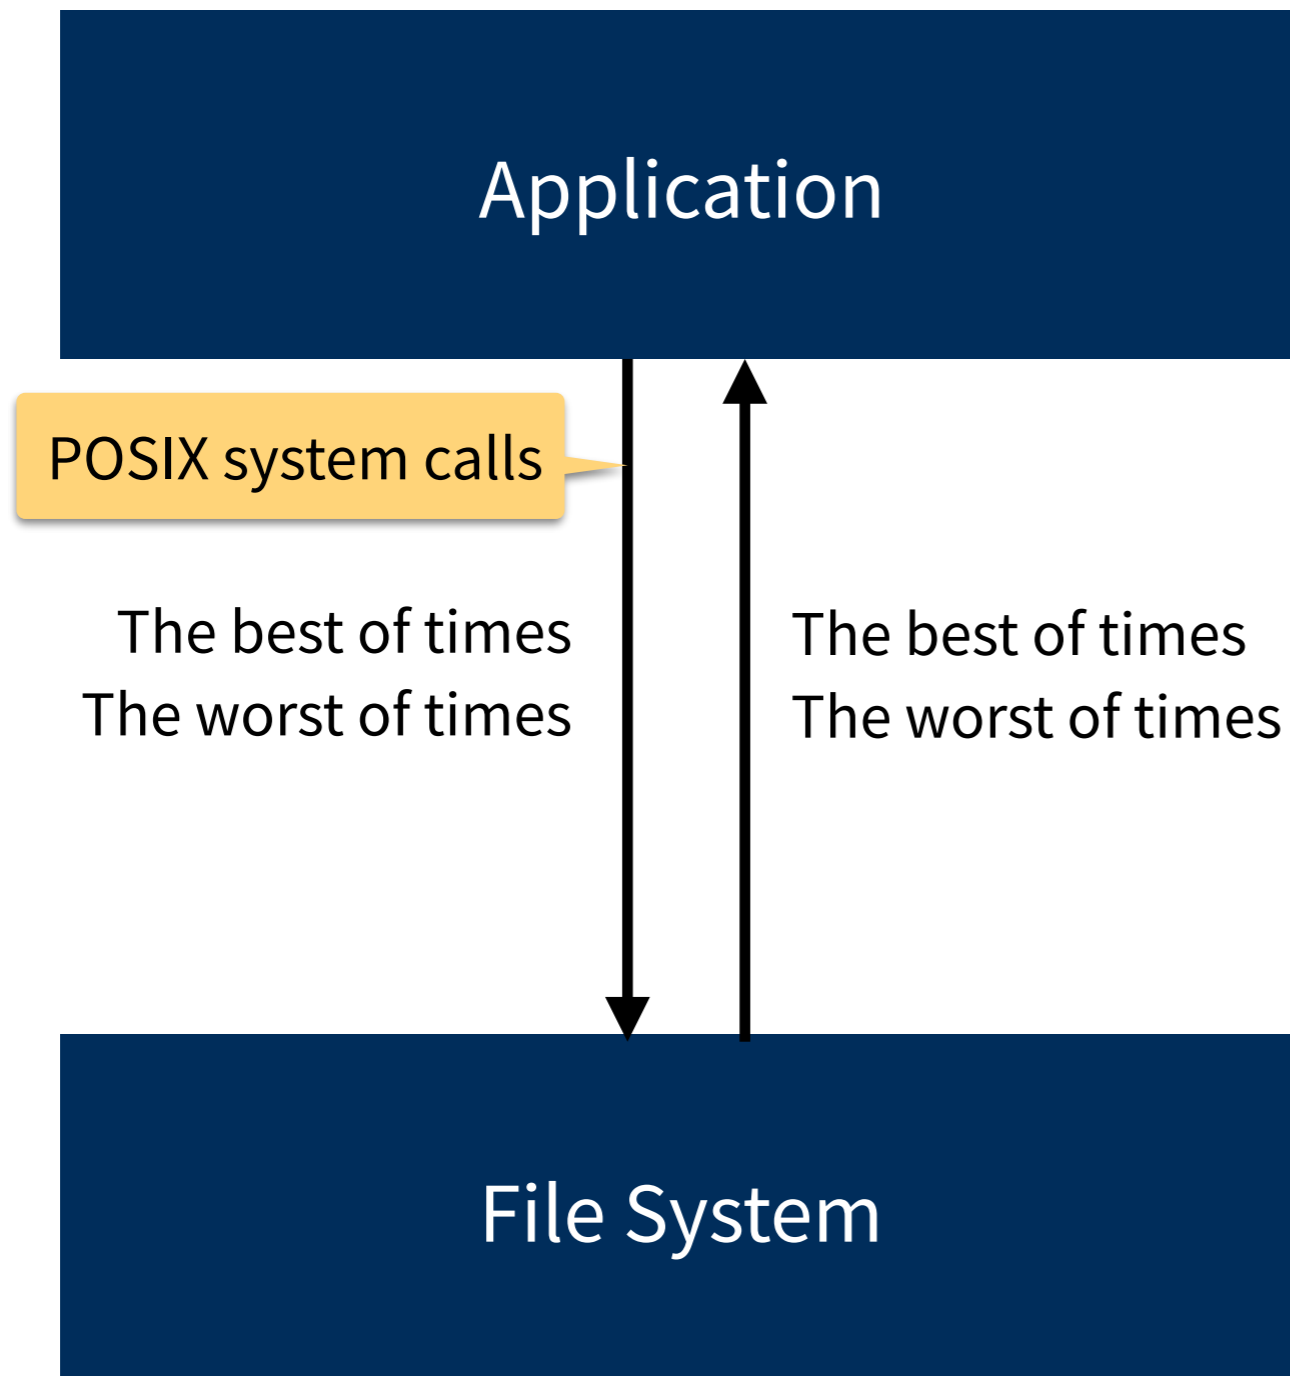 Application
POSIX system calls
The best of times
The worst of times
The best of times
The worst of times
File System